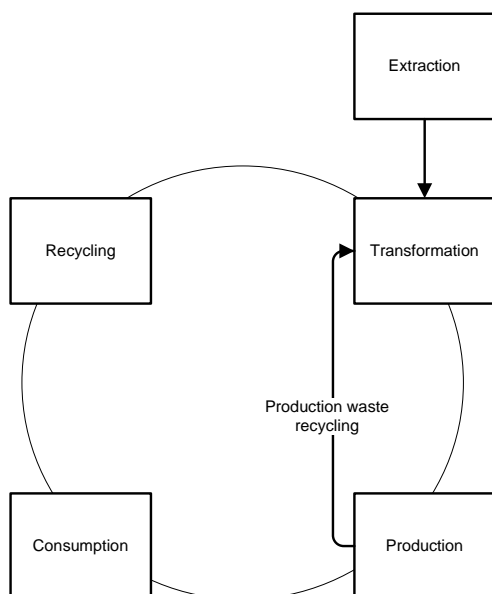 Extraction
Recycling
Transformation
Production waste
recycling
Consumption
Production